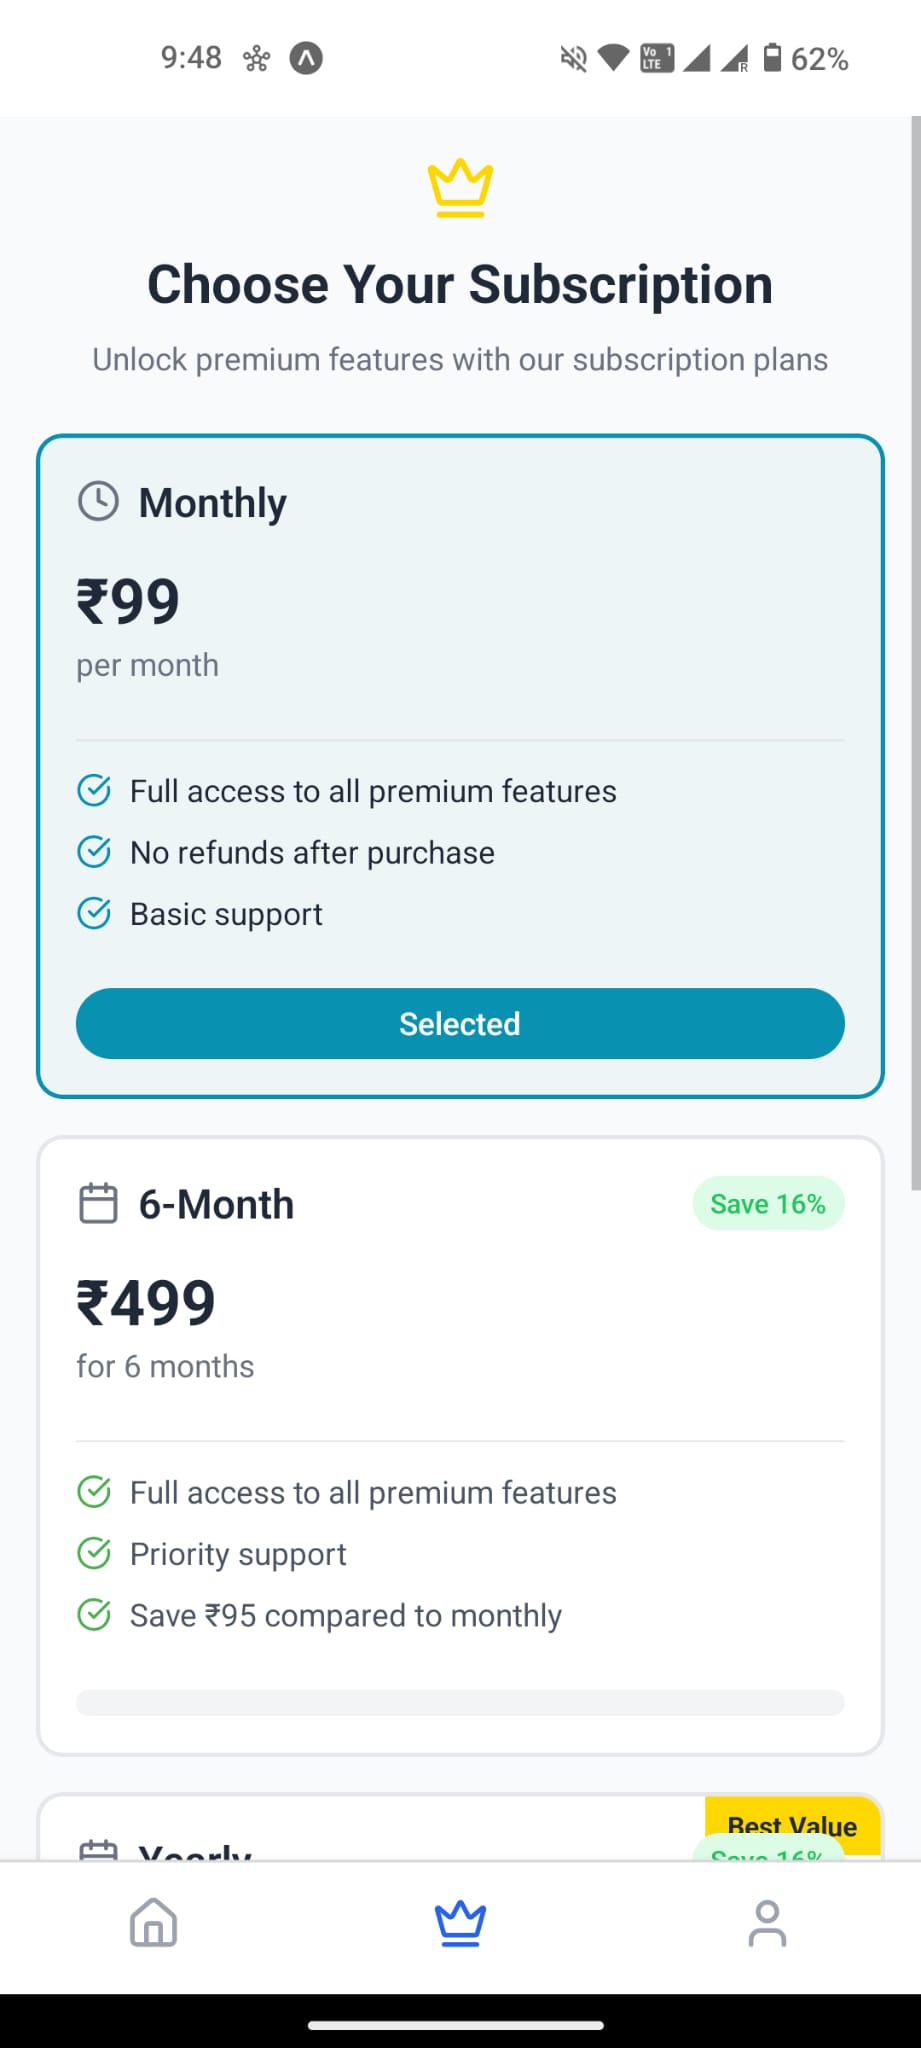 9:48
Vo 1
LTE
R
62%
Choose Your Subscription
Unlock premium features with our subscription plans
Monthly
₹99
per month
Full access to all premium features
No refunds after purchase
Basic support
Selected
6-Month
Save 16%
₹499
for 6 months
Full access to all premium features
Priority support
Save ₹95 compared to monthly
Best Value
Yearly
Save 16%